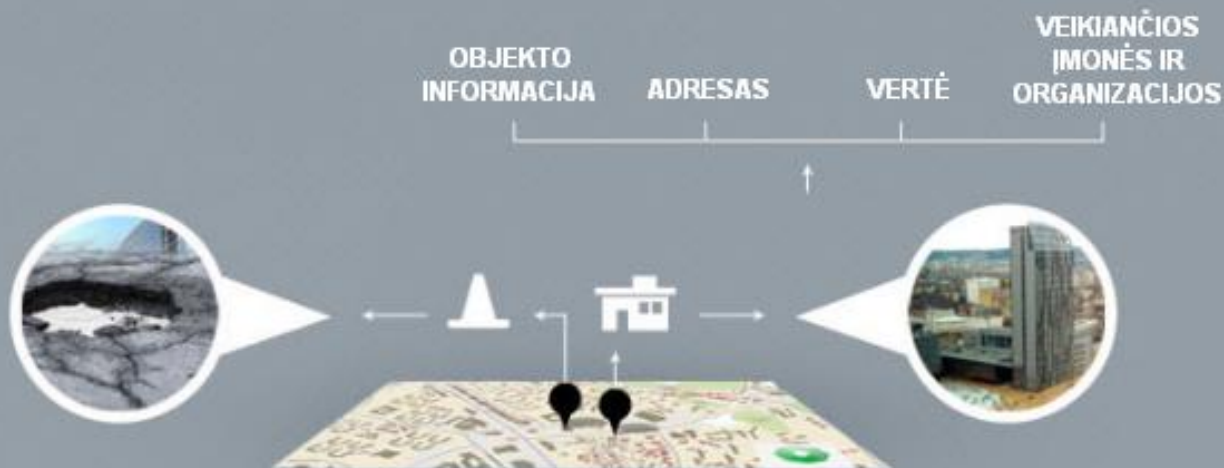 OBJEKTO
INFORMACIJA
ADRESAS
VERTĖ
VEIKIANČIOS
ĮMONĖS IR
ORGANIZACIJOS